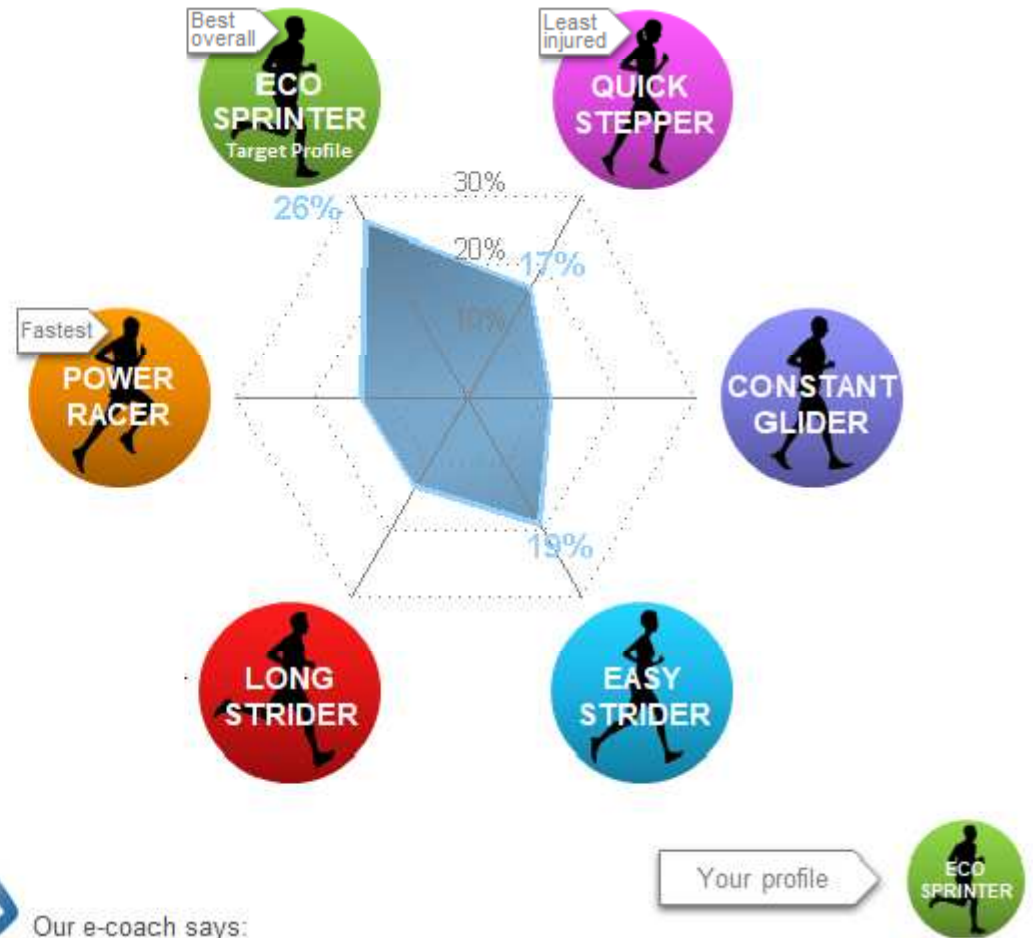 Best
overall
ECO
SPRINTER
Target Profile
Least
injured
QUICK
STEPPER
30%
26%
20%
17%
10%
Fastest
POWER
RACER
CONSTANT
GLIDER
19%
LONG
STRIDER
EASY
STRIDER
Your profile
ECO
SPRINTER
Our e-coach says: